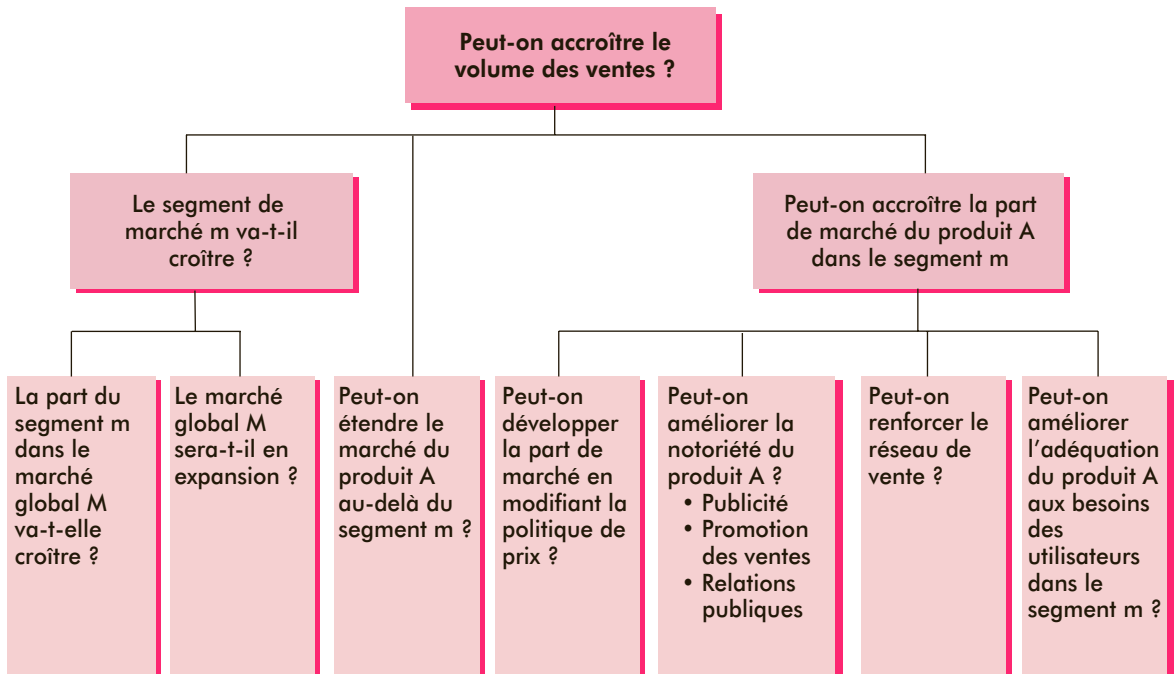 Peut-on accroître le
volume des ventes ?
Le segment de
marché m va-t-il
croître ?
Peut-on accroître la part
de marché du produit A
dans le segment m
La part du
segment m
dans le
marché
global M
va-t-elle
croître ?
Le marché
global M
sera-t-il en
expansion ?
Peut-on
étendre le
marché du
produit A
au-delà du
segment m ?
Peut-on
développer
la part de
marché en
modifiant la
politique de
prix ?
Peut-on
améliorer la
notoriété du
produit A ?
• Publicité
• Promotion
des ventes
• Relations
publiques
Peut-on
renforcer le
réseau de
vente ?
Peut-on
améliorer
l’adéquation
du produit A
aux besoins
des
utilisateurs
dans le
segment m ?